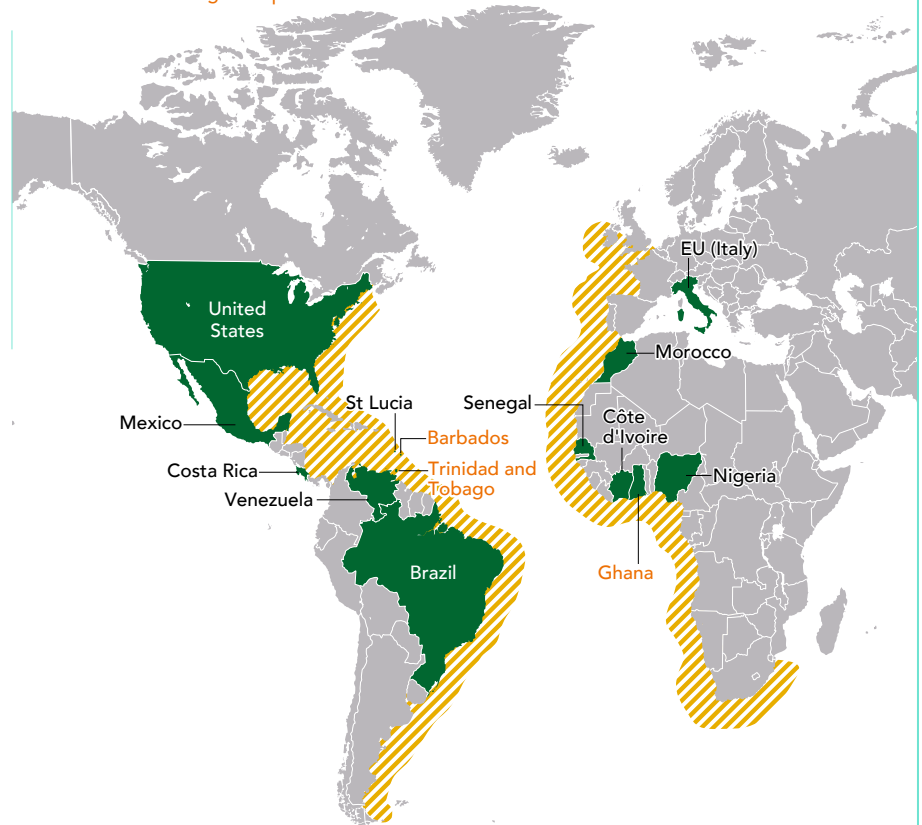 EU (Italy)
United
States
Morocco
St Lucia
Senegal
Côte
d'Ivoire
Mexico
Barbados
Costa Rica
Trinidad and
Tobago
Nigeria
Venezuela
Brazil
Ghana